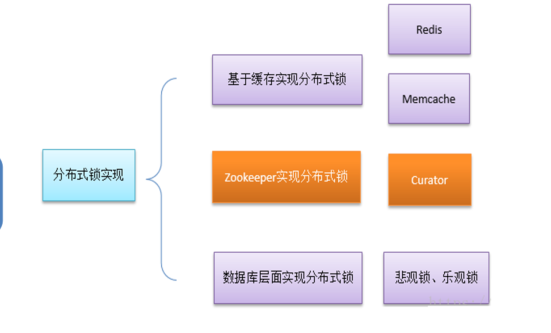 Redis
基于缓存实现分布式锁
Memcache
分布式锁实现
Zookeeper实现分布式锁
Curator
数据库层面实现分布式锁
悲观锁、乐观锁